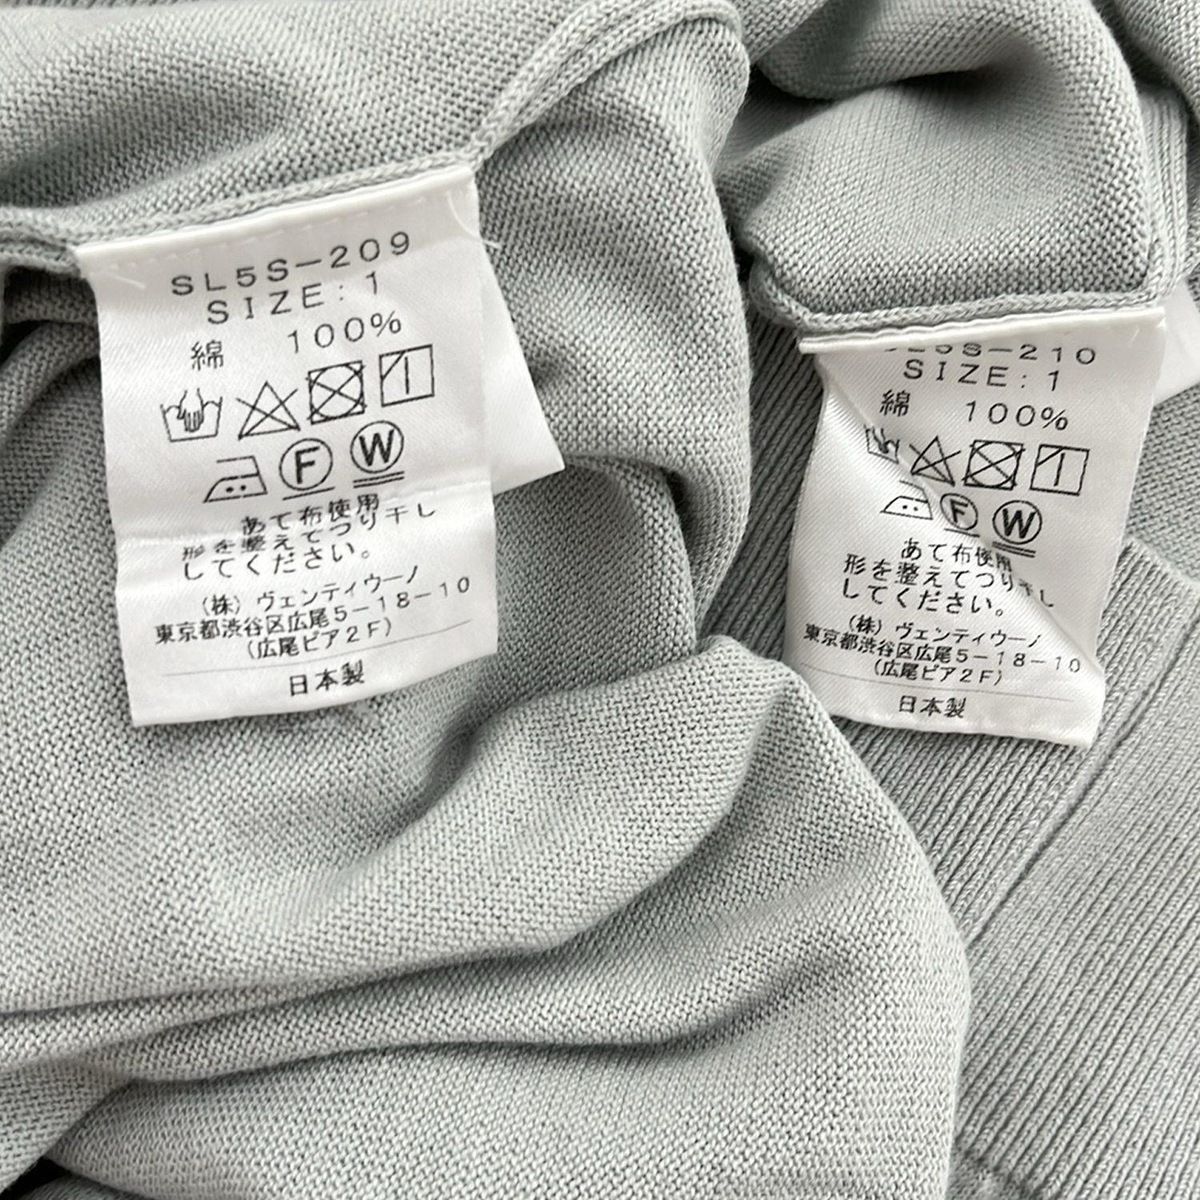 SL5S-209
SIZE:1
綿 100%
F W
あて布使用
形を整えてつり干し
してください。
(株)ヴェンティウーノ
東京都渋谷区広尾5-18-10
(広尾ピア2F)
日本製
SL5S-210
SIZE:1
綿 100%
F W
あて布使用
形を整えてつり干し
してください。
(株)ヴェンティウーノ
東京都渋谷区広尾5-18-10
(広尾ピア2F)
日本製